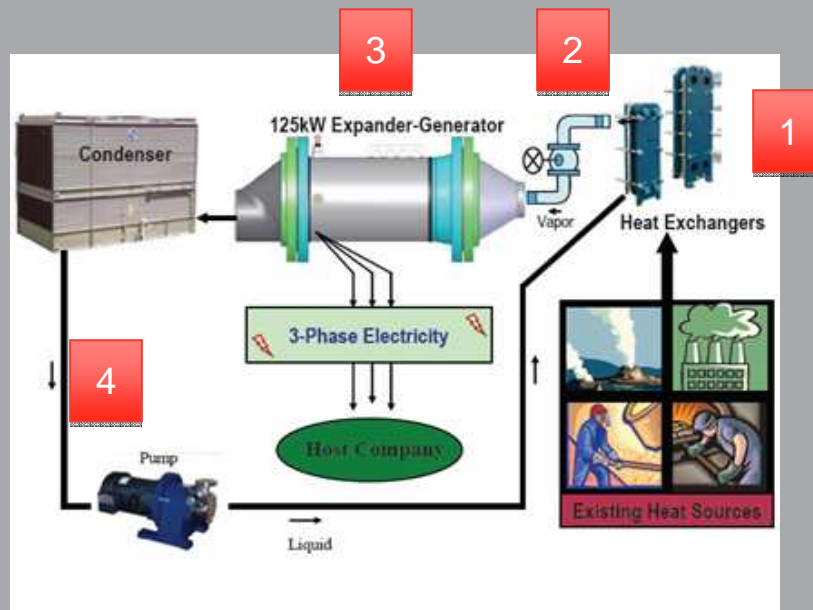 3
2
1
125kW Expander-Generator
Condenser
Vapor
Heat Exchangers
3-Phase Electricity
4
Host Company
Pump
Existing Heat Sources
Liquid